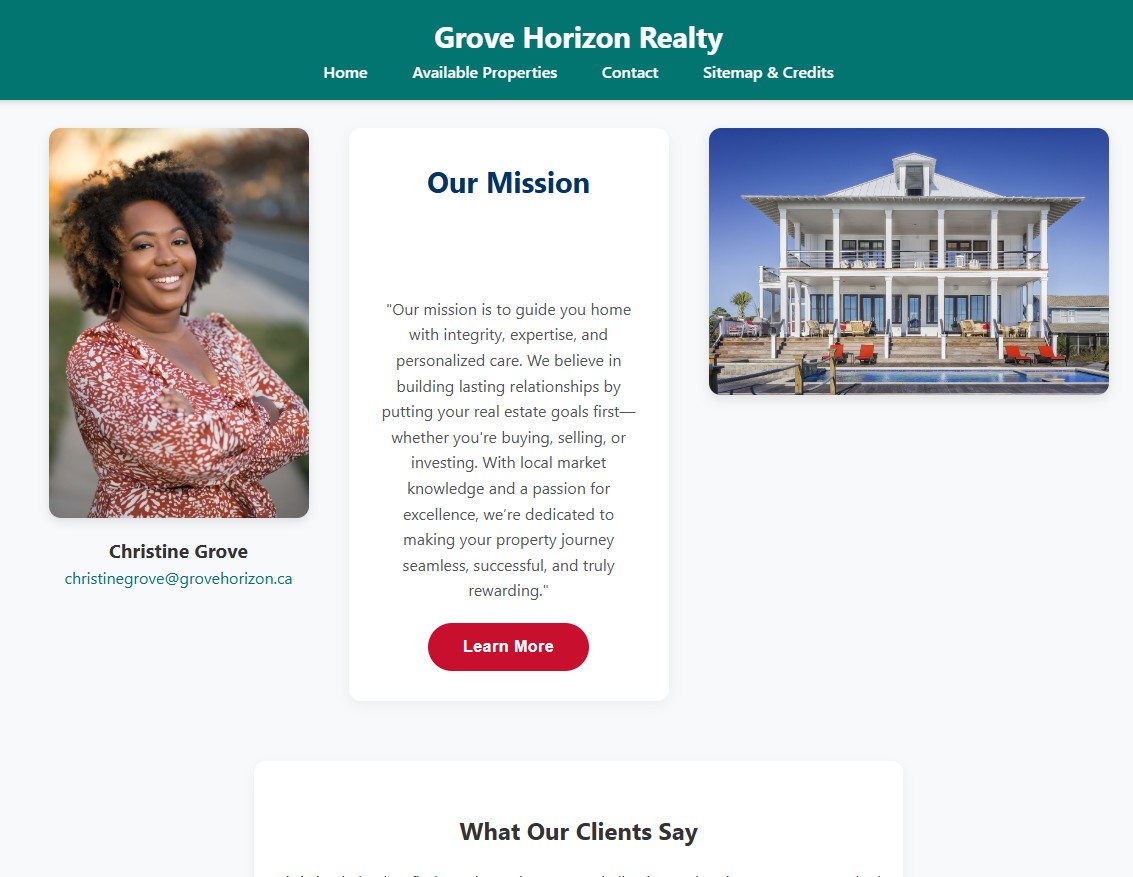 Grove Horizon Realty
Home Available Properties Contact Sitemap & Credits
Our Mission
"Our mission is to guide you home
with integrity, expertise, and
personalized care. We believe in
building lasting relationships by
putting your real estate goals first—
whether you're buying, selling, or
investing. With local market
knowledge and a passion for
excellence, we're dedicated to
making your property journey
seamless, successful, and truly
rewarding."
Learn More
Christine Grove
christinegrove@grovehorizon.ca
What Our Clients Say